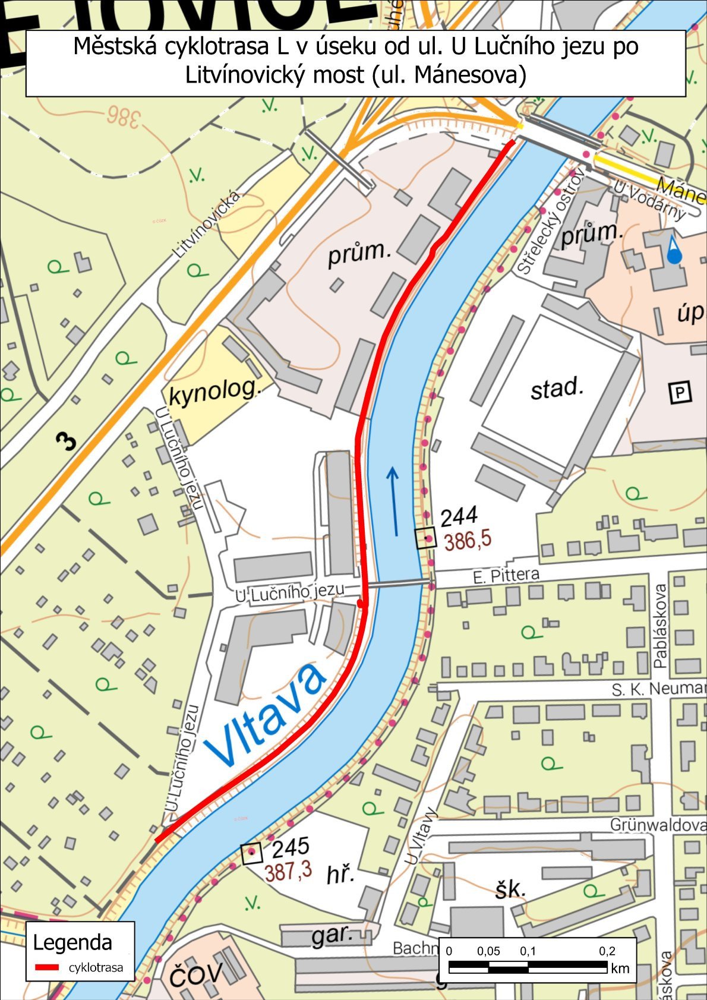 Městská cyklotrasa L v úseku od ul. U Lučního jezu po
Litvínovický most (ul. Mánesova)
386
.V.
.V.
.V.
.V.
.V.
Litvínovická
prům.
Střelecký ostrov
U Vodárny
Máne
prům.
úp
kynolog.
stad.
P
3
U Lučního jezu
244
386,5
E. Pittera
U Lučního jezu
Pabláskova
Vltava
S. K. Neumar
U Lučního jezu
Grünwaldova
U Vltavy
245
387,3
hř.
šk.
.V.
gar.
Bachn
ČOV
áskova
Legenda
cyklotrasa
0 0,05 0,1 0,2
km